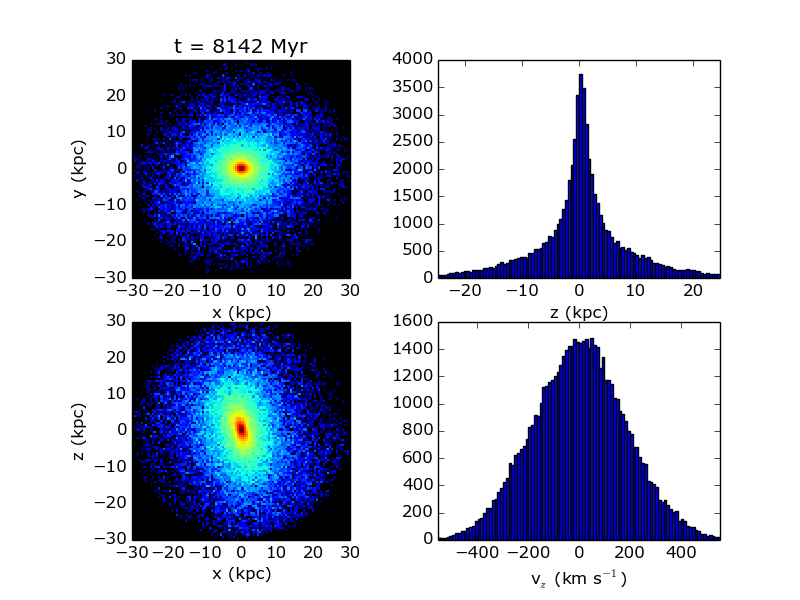 t = 8142 Myr
30
20
10
0
−10
−20
−30
y (kpc)
−30 −20 −10 0 10 20 30
x (kpc)
4000
3500
3000
2500
2000
1500
1000
500
0
−20 −10 0 10 20
z (kpc)
30
20
10
0
−10
−20
−30
z (kpc)
−30 −20 −10 0 10 20 30
x (kpc)
1600
1400
1200
1000
800
600
400
200
0
−400 −200 0 200 400
v_z (km s⁻¹)